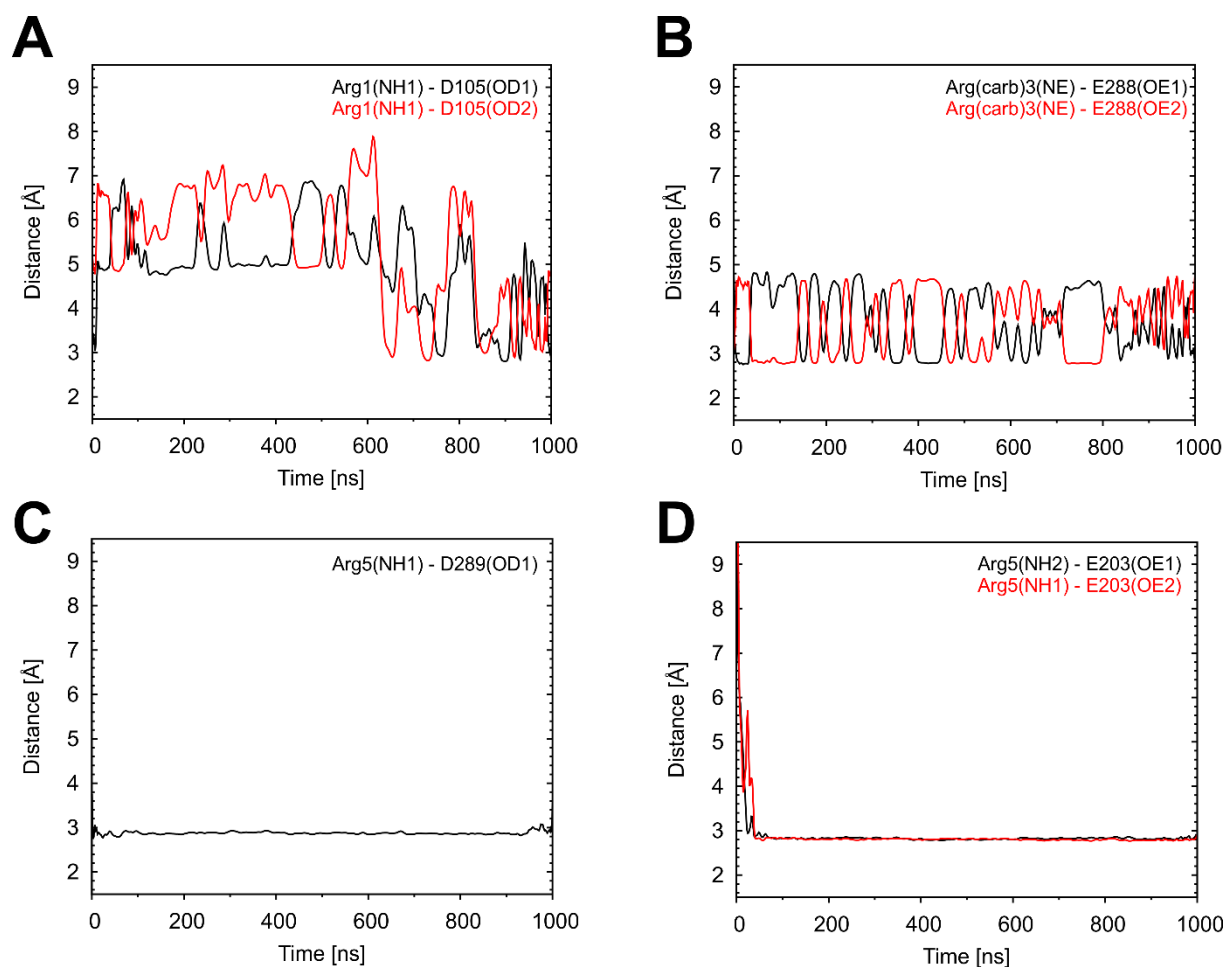 A
Arg1(NH1) - D105(OD1)
Arg1(NH1) - D105(OD2)
9
8
7
6
5
4
3
2
Distance [Å]
0 200 400 600 800 1000
Time [ns]
B
Arg(carb)3(NE) - E288(OE1)
Arg(carb)3(NE) - E288(OE2)
9
8
7
6
5
4
3
2
Distance [Å]
0 200 400 600 800 1000
Time [ns]
C
Arg5(NH1) - D289(OD1)
9
8
7
6
5
4
3
2
Distance [Å]
0 200 400 600 800 1000
Time [ns]
D
Arg5(NH2) - E203(OE1)
Arg5(NH1) - E203(OE2)
9
8
7
6
5
4
3
2
Distance [Å]
0 200 400 600 800 1000
Time [ns]